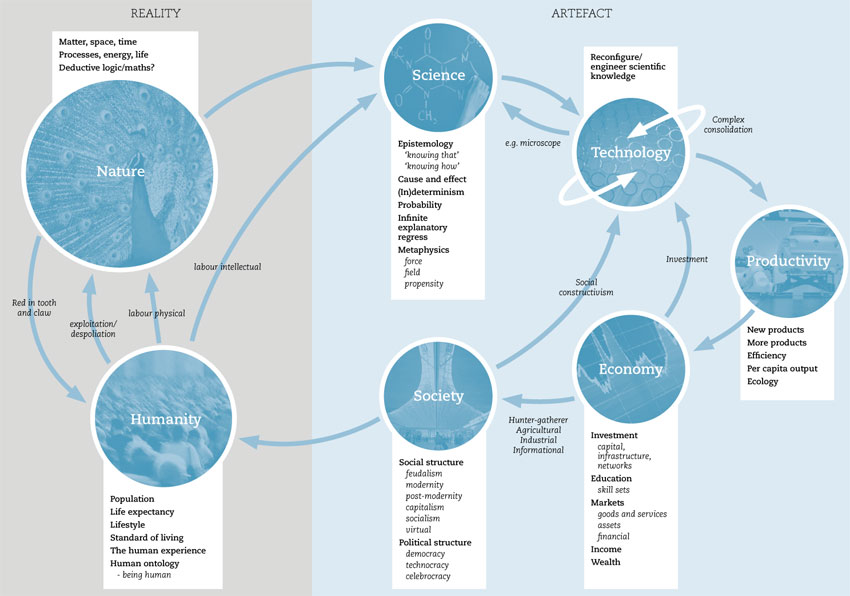 REALITY
ARTEFACT
Matter, space, time
Processes, energy, life
Deductive logic/maths?
Nature
Science
Epistemology
'knowing that'
'knowing how'
Cause and effect
(In)determinism
Probability
Infinite
explanatory
regress
Metaphysics
force
field
propensity
Reconfigure/
engineer scientific
knowledge
Technology
Complex
consolidation
e.g. microscope
Productivity
New products
More products
Efficiency
Per capita output
Ecology
labour intellectual
Red in tooth
and claw
exploitation/
despoliation
labour physical
Social
constructivism
Investment
Humanity
Population
Life expectancy
Lifestyle
Standard of living
The human experience
Human ontology
- being human
Society
Social structure
feudalism
modernity
post-modernity
capitalism
socialism
virtual
Political structure
democracy
technocracy
celebrocracy
Hunter-gatherer
Agricultural
Industrial
Informational
Economy
Investment
capital,
infrastructure,
networks
Education
skill sets
Markets
goods and services
assets
financial
Income
Wealth